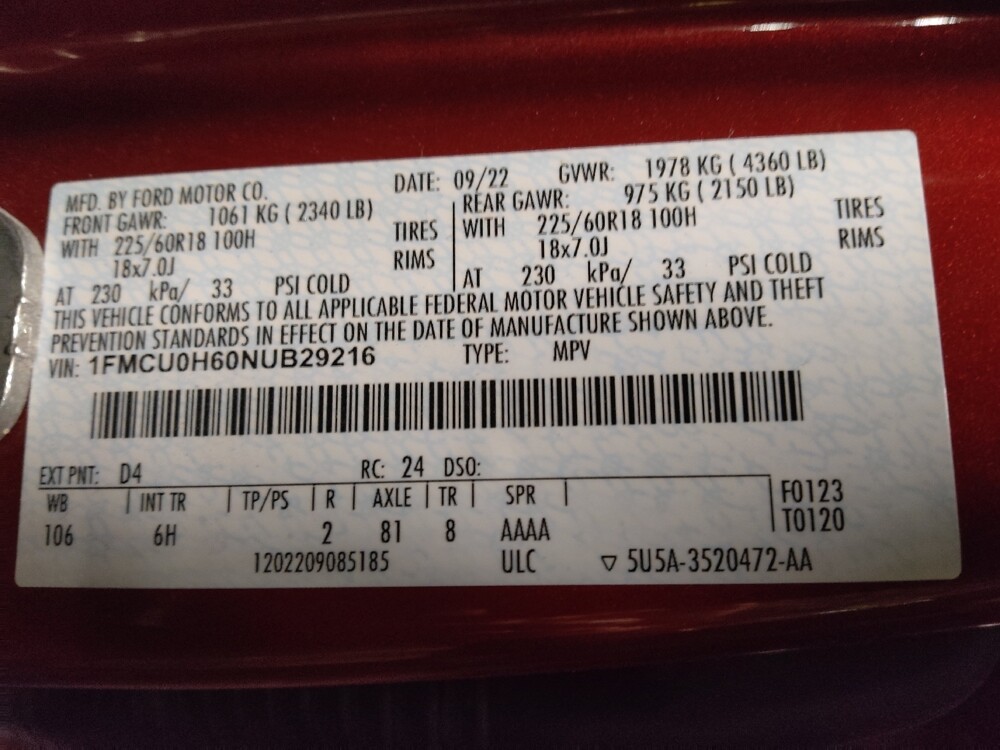 MFD. BY FORD MOTOR CO. DATE: 09/22 GVWR: 1978 KG ( 4360 LB)
FRONT GAWR: 1061 KG ( 2340 LB) REAR GAWR: 975 KG ( 2150 LB)
WITH 225/60R18 100H TIRES WITH 225/60R18 100H TIRES
18x7.0J RIMS 18x7.0J RIMS
AT 230 kPa/ 33 PSI COLD AT 230 kPa/ 33 PSI COLD
THIS VEHICLE CONFORMS TO ALL APPLICABLE FEDERAL MOTOR VEHICLE SAFETY AND THEFT
PREVENTION STANDARDS IN EFFECT ON THE DATE OF MANUFACTURE SHOWN ABOVE.
VIN: 1FMCU0H60NUB29216 TYPE: MPV
EXT PNT: D4 RC: 24 DSO:
WB INT TR TP/PS R AXLE TR SPR F0123
106 6H 2 81 8 AAAA T0120
1202209085185 ULC ▽ 5U5A-3520472-AA